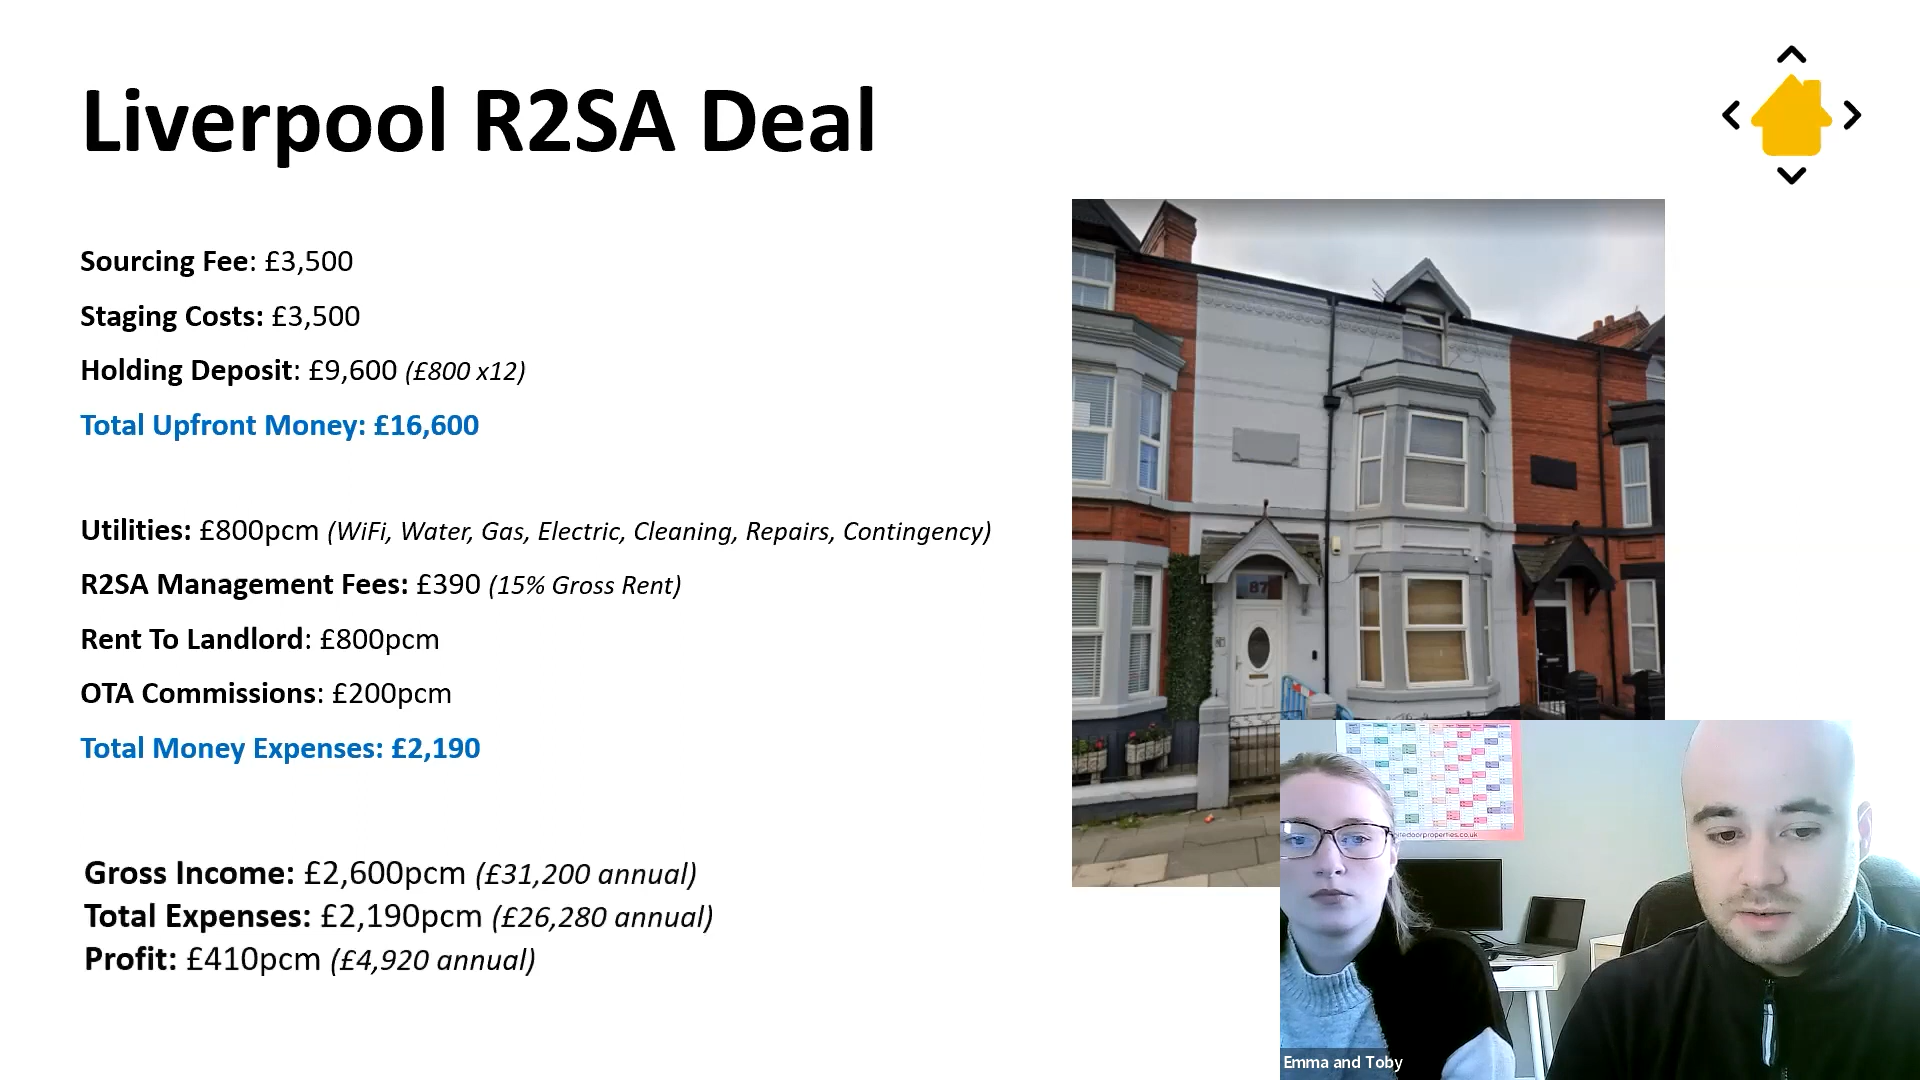 Liverpool R2SA Deal
Sourcing Fee: £3,500
Staging Costs: £3,500
Holding Deposit: £9,600 (£800 x12)
Total Upfront Money: £16,600
Utilities: £800pcm (WiFi, Water, Gas, Electric, Cleaning, Repairs, Contingency)
R2SA Management Fees: £390 (15% Gross Rent)
Rent To Landlord: £800pcm
OTA Commissions: £200pcm
Total Money Expenses: £2,190
Gross Income: £2,600pcm (£31,200 annual)
Total Expenses: £2,190pcm (£26,280 annual)
Profit: £410pcm (£4,920 annual)
87
Emma and Toby